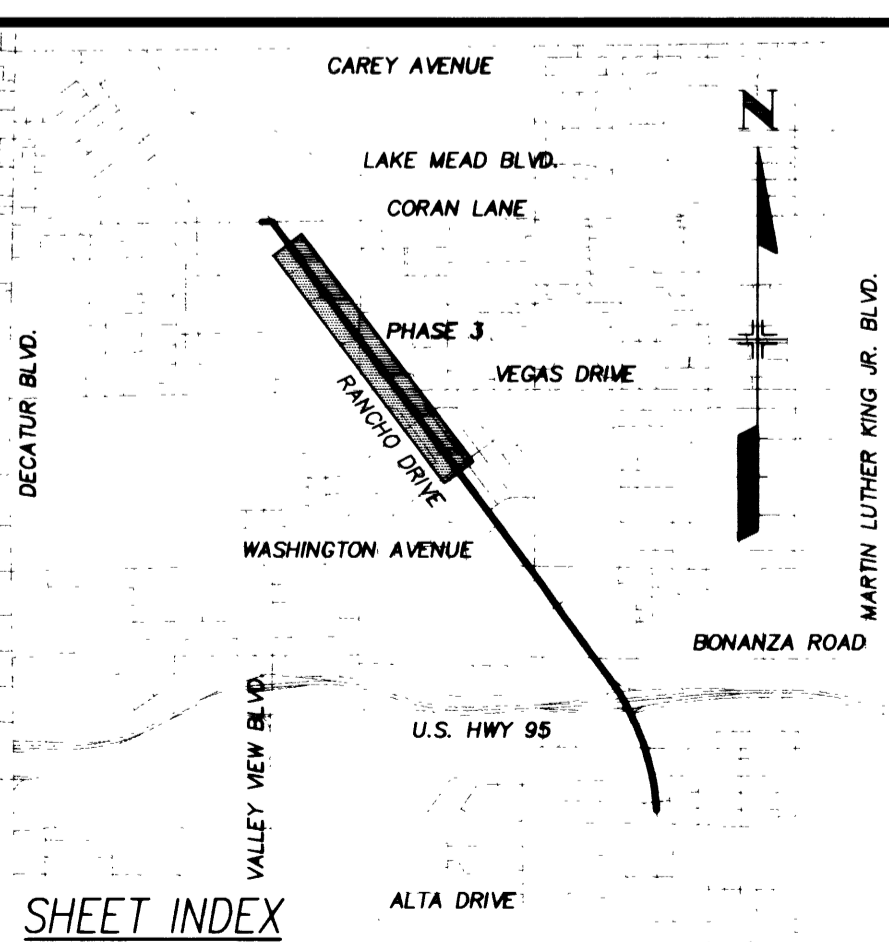 CAREY AVENUE
N
LAKE MEAD BLVD.
CORAN LANE
PHASE 3
VEGAS DRIVE
RANCHO DRIVE
DECATUR BLVD.
MARTIN LUTHER KING JR. BLVD.
WASHINGTON AVENUE
BONANZA ROAD
VALLEY VIEW BLVD.
U.S. HWY 95
ALTA DRIVE
SHEET INDEX